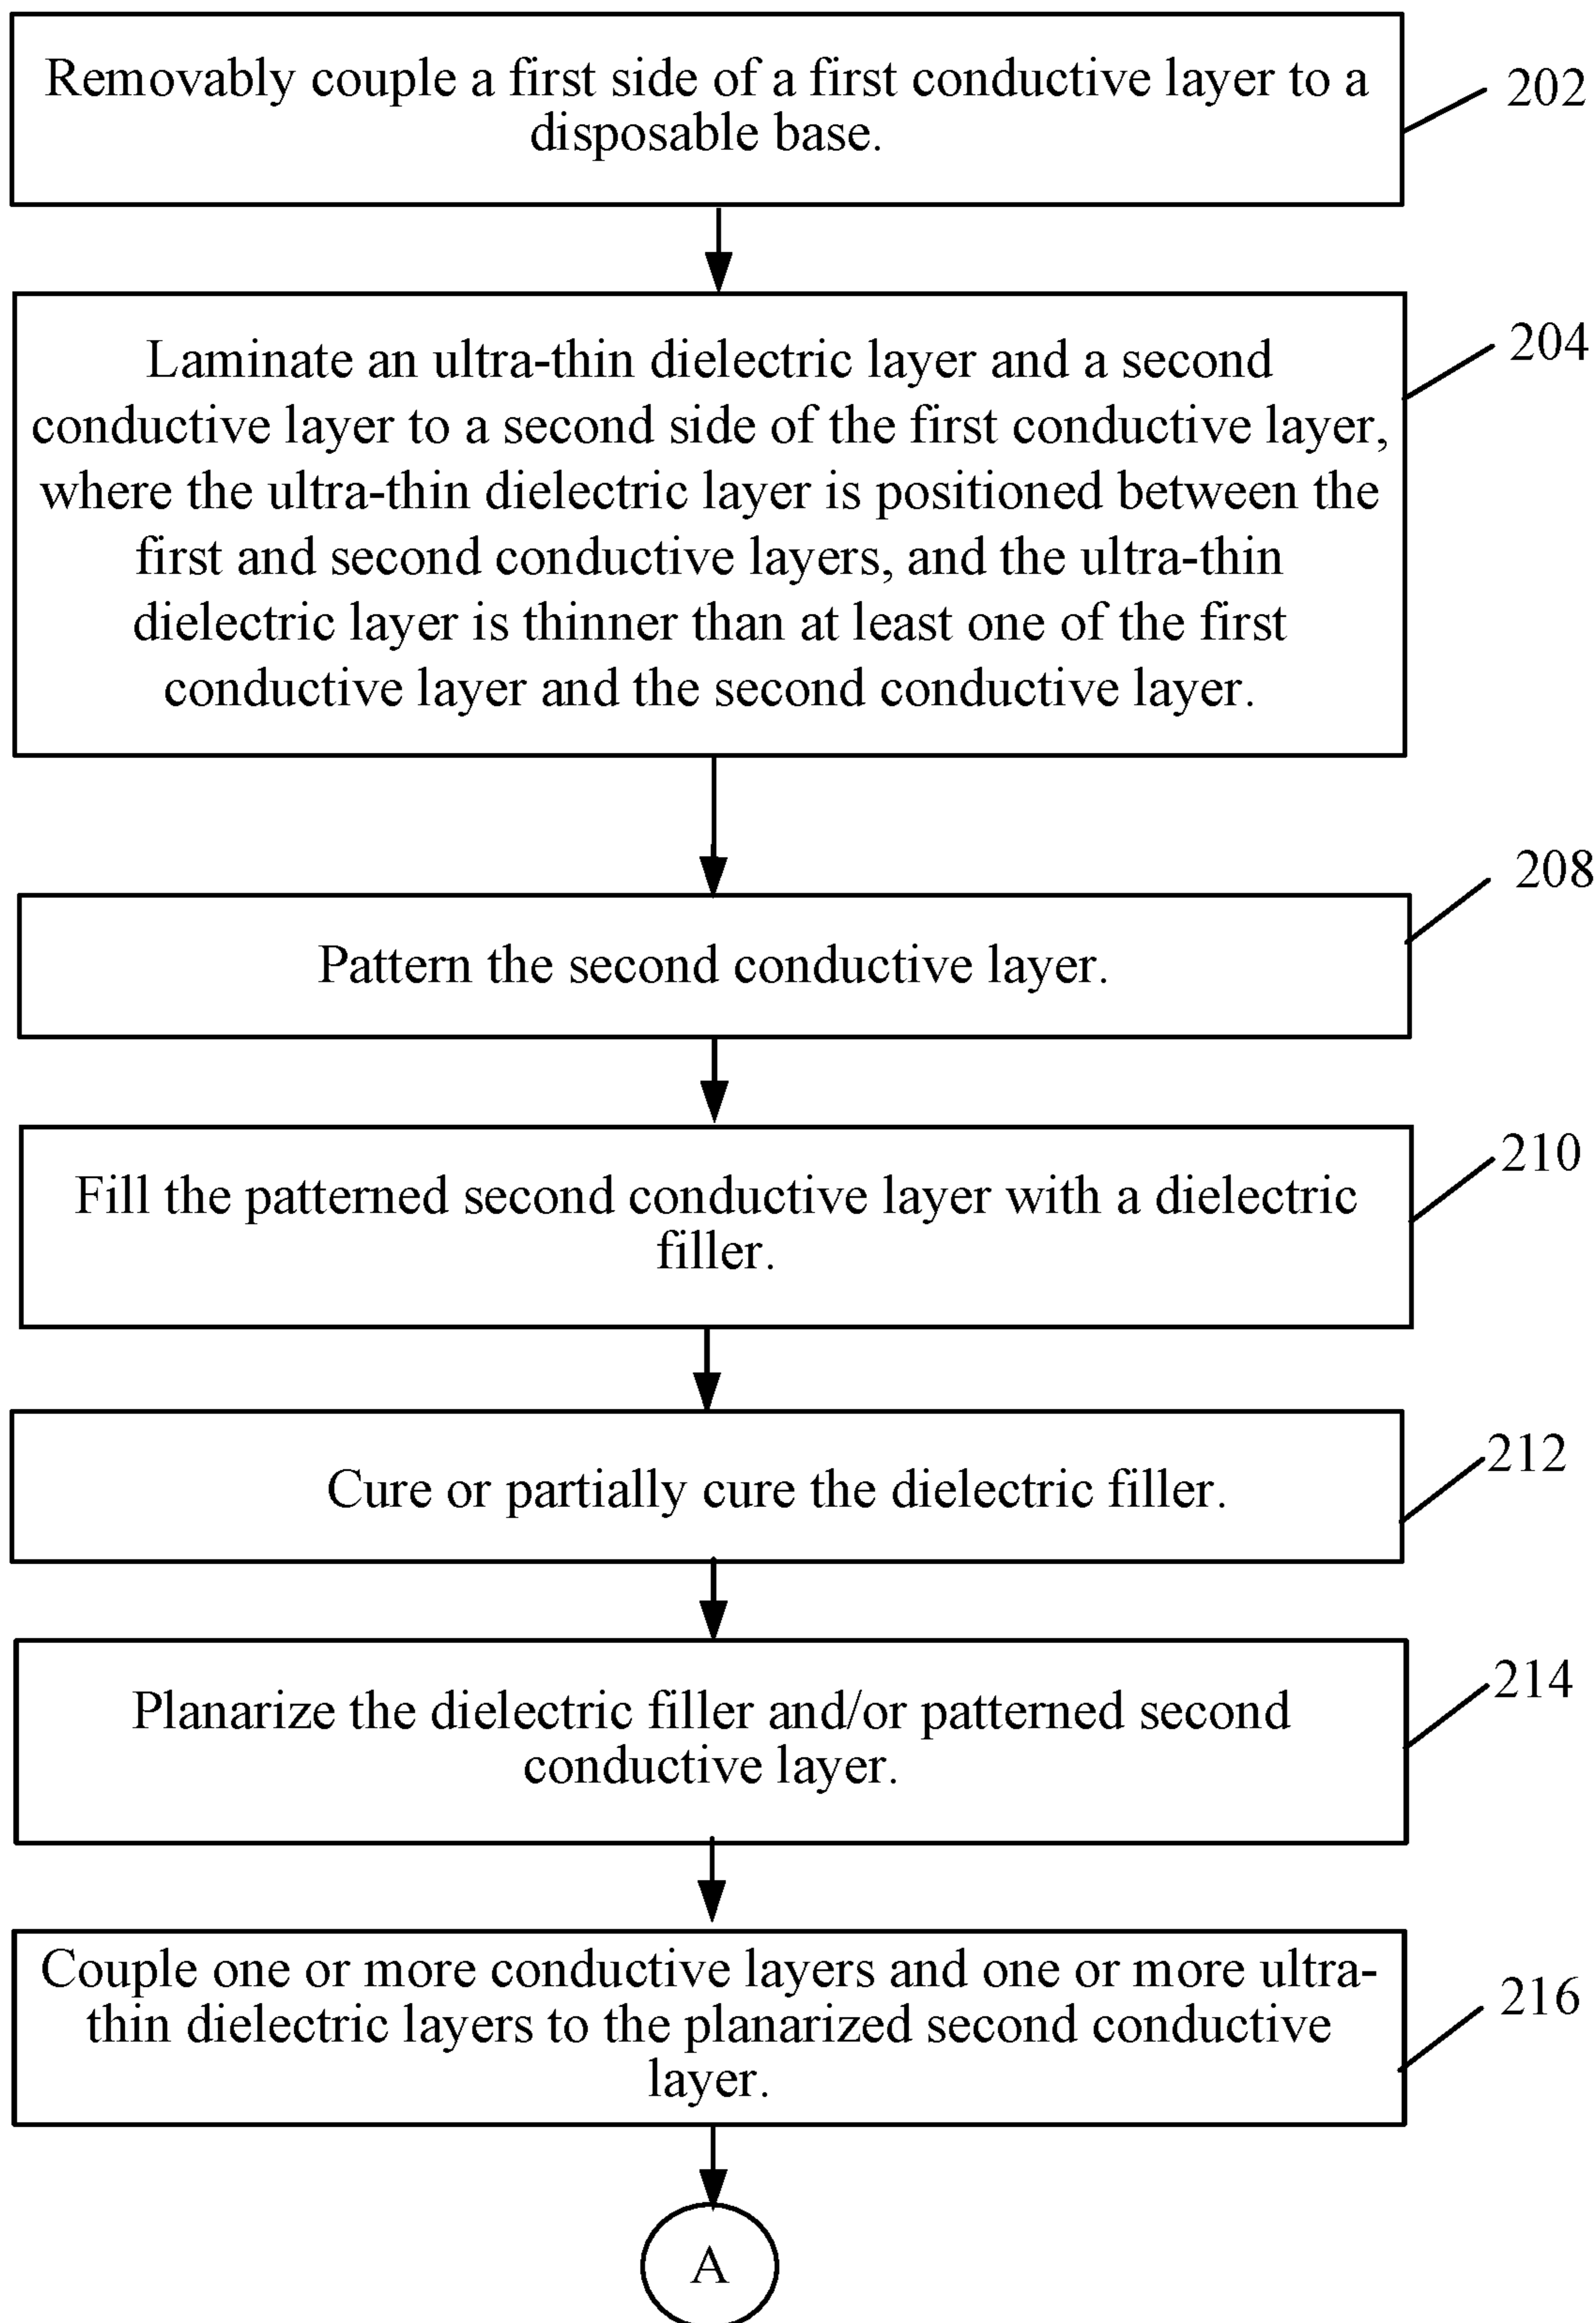 Removably couple a first side of a first conductive layer to a
disposable base.
202
Laminate an ultra-thin dielectric layer and a second
conductive layer to a second side of the first conductive layer,
where the ultra-thin dielectric layer is positioned between the
first and second conductive layers, and the ultra-thin
dielectric layer is thinner than at least one of the first
conductive layer and the second conductive layer.
204
Pattern the second conductive layer.
208
Fill the patterned second conductive layer with a dielectric
filler.
210
Cure or partially cure the dielectric filler.
212
Planarize the dielectric filler and/or patterned second
conductive layer.
214
Couple one or more conductive layers and one or more ultra-
thin dielectric layers to the planarized second conductive
layer.
216
A